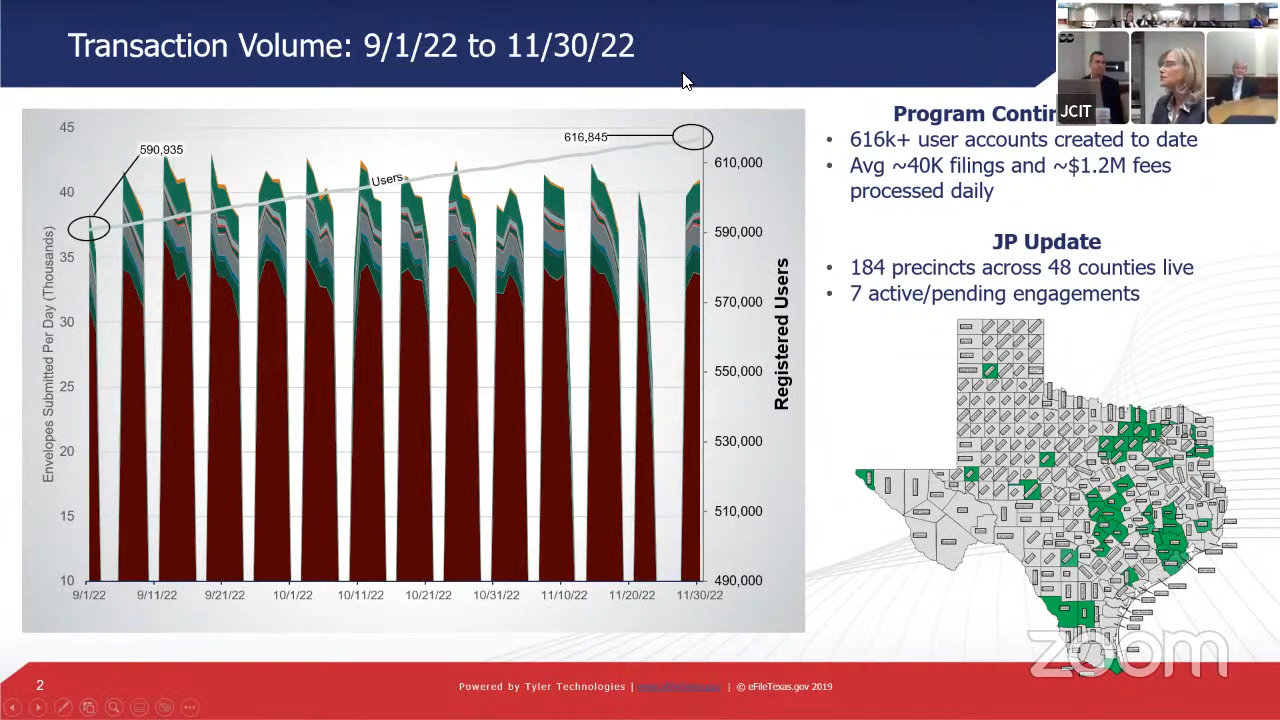 Transaction Volume: 9/1/22 to 11/30/22
JCIT
45
40
35
30
25
20
15
10
Envelopes Submitted Per Day (Thousands)
590,935
616,845
Users
610,000
590,000
570,000
550,000
530,000
510,000
490,000
Registered Users
9/1/22
9/11/22
9/21/22
10/1/22
10/11/22
10/21/22
10/31/22
11/10/22
11/20/22
11/30/22
Program
• 616k+ user accounts created to date
• Avg ~40K filings and ~$1.2M fees
processed daily
JP Update
• 184 precincts across 48 counties live
• 7 active/pending engagements
zoom
2
Powered by Tyler Technologies | | © eFileTexas.gov 2019